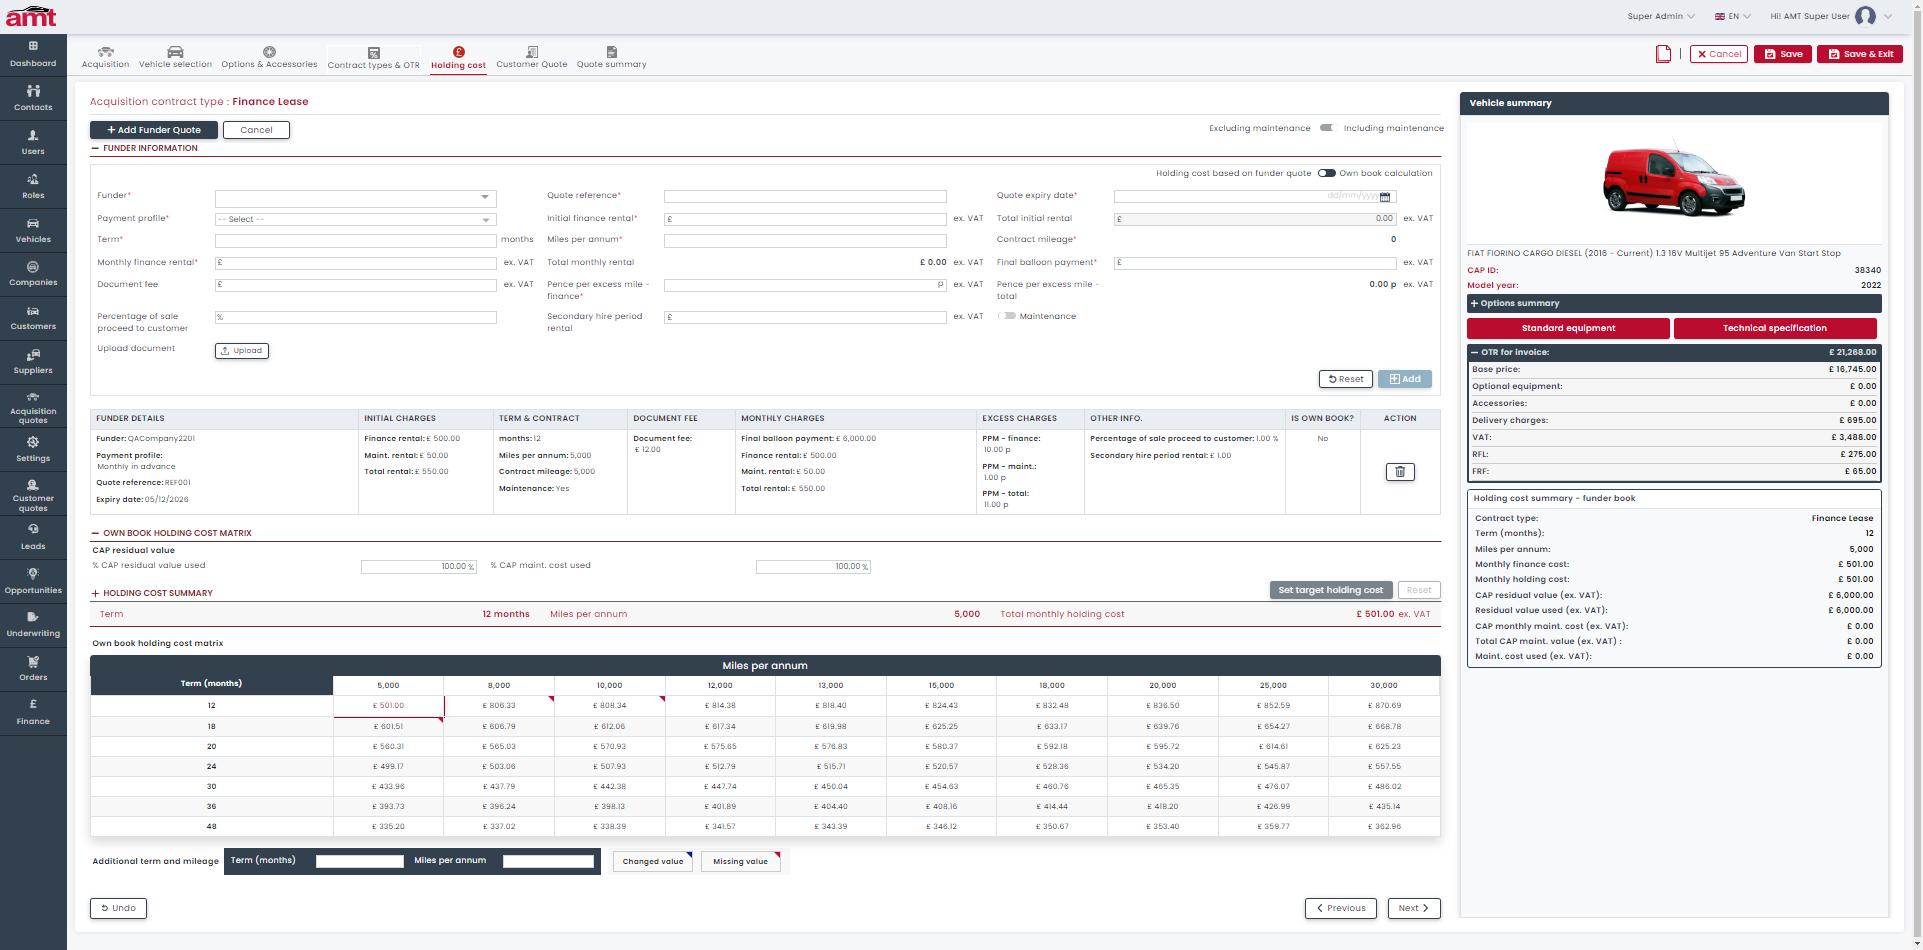 amt
Super Admin
EN
Hi! AMT Super User
Dashboard
Contacts
Users
Roles
Vehicles
Companies
Customers
Suppliers
Acquisition quotes
Settings
Customer quotes
Leads
Opportunities
Underwriting
Orders
Finance
Acquisition
Vehicle selection
Options & Accessories
Contract types & OTR
Holding cost
Customer Quote
Quote summary
Cancel
Save
Save & Exit
Acquisition contract type : Finance Lease
+ Add Funder Quote
Cancel
Excluding maintenance
Including maintenance
FUNDER INFORMATION
Holding cost based on funder quote
Own book calculation
Funder*
Quote reference*
Quote expiry date*
dd/mm/yyyy
Payment profile*
-- Select --
Initial finance rental*
£
ex. VAT
Total initial rental
£ 0.00 ex. VAT
Term*
months
Miles per annum*
Contract mileage*
0
Monthly finance rental*
£
ex. VAT
Total monthly rental
£ 0.00 ex. VAT
Final balloon payment*
£
ex. VAT
Document fee
£
ex. VAT
Pence per excess mile - finance*
p
ex. VAT
Pence per excess mile - total
0.00 p ex. VAT
Percentage of sale proceed to customer
%
Secondary hire period rental
£
ex. VAT
Maintenance
Upload document
Upload
Reset
Add
FUNDER DETAILS INITIAL CHARGES TERM & CONTRACT DOCUMENT FEE MONTHLY CHARGES EXCESS CHARGES OTHER INFO. IS OWN BOOK? ACTION
Funder: QACompany2201
Payment profile:
Monthly in advance
Quote reference: REF001
Expiry date: 05/12/2026
Finance rental: £ 500.00
Maint. rental: £ 50.00
Total rental: £ 550.00
months: 12
Miles per annum: 5,000
Contract mileage: 5,000
Maintenance: Yes
Document fee:
£ 12.00
Final balloon payment: £ 6,000.00
Finance rental: £ 500.00
Maint. rental: £ 50.00
Total rental: £ 550.00
PPM - finance:
10.00 p
PPM - maint.:
1.00 p
PPM - total:
11.00 p
Percentage of sale proceed to customer: 1.00 %
Secondary hire period rental: £ 1.00
No
OWN BOOK HOLDING COST MATRIX
CAP residual value
% CAP residual value used
100.00 %
% CAP maint. cost used
100.00 %
HOLDING COST SUMMARY
Set target holding cost
Reset
Term 12 months Miles per annum 5,000 Total monthly holding cost £ 501.00 ex. VAT
Own book holding cost matrix
Miles per annum
Term (months) 5,000 8,000 10,000 12,000 13,000 15,000 18,000 20,000 25,000 30,000
12 £ 501.00 £ 806.33 £ 808.34 £ 814.38 £ 818.40 £ 824.43 £ 832.48 £ 836.50 £ 852.59 £ 870.69
18 £ 601.51 £ 606.79 £ 612.06 £ 617.34 £ 619.98 £ 625.25 £ 633.17 £ 639.76 £ 654.27 £ 668.78
20 £ 560.31 £ 565.03 £ 570.93 £ 575.65 £ 576.83 £ 580.37 £ 592.18 £ 595.72 £ 614.61 £ 625.23
24 £ 499.17 £ 503.06 £ 507.93 £ 512.79 £ 515.71 £ 520.57 £ 528.36 £ 534.20 £ 545.87 £ 557.55
30 £ 433.96 £ 437.79 £ 442.38 £ 447.74 £ 450.04 £ 454.63 £ 460.76 £ 465.35 £ 476.07 £ 486.02
36 £ 393.73 £ 396.24 £ 398.13 £ 401.89 £ 404.40 £ 408.16 £ 414.44 £ 418.20 £ 426.99 £ 435.14
48 £ 335.20 £ 337.02 £ 338.39 £ 341.57 £ 343.39 £ 346.12 £ 350.67 £ 353.40 £ 359.77 £ 362.96
Additional term and mileage
Term (months)
Miles per annum
Changed value
Missing value
Undo
Previous
Next
Vehicle summary
FIAT FIORINO CARGO DIESEL (2016 - Current) 1.3 16V Multijet 95 Adventure Van Start Stop
CAP ID: 38340
Model year: 2022
+ Options summary
Standard equipment
Technical specification
OTR for invoice: £ 21,268.00
Base price: £ 16,745.00
Optional equipment: £ 0.00
Accessories: £ 0.00
Delivery charges: £ 695.00
VAT: £ 3,488.00
RFL: £ 275.00
FRF: £ 65.00
Holding cost summary - funder book
Contract type: Finance Lease
Term (months): 12
Miles per annum: 5,000
Monthly finance cost: £ 501.00
Monthly holding cost: £ 501.00
CAP residual value (ex. VAT): £ 6,000.00
Residual value used (ex. VAT): £ 6,000.00
CAP monthly maint. cost (ex. VAT): £ 0.00
Total CAP maint. value (ex. VAT) : £ 0.00
Maint. cost used (ex. VAT): £ 0.00